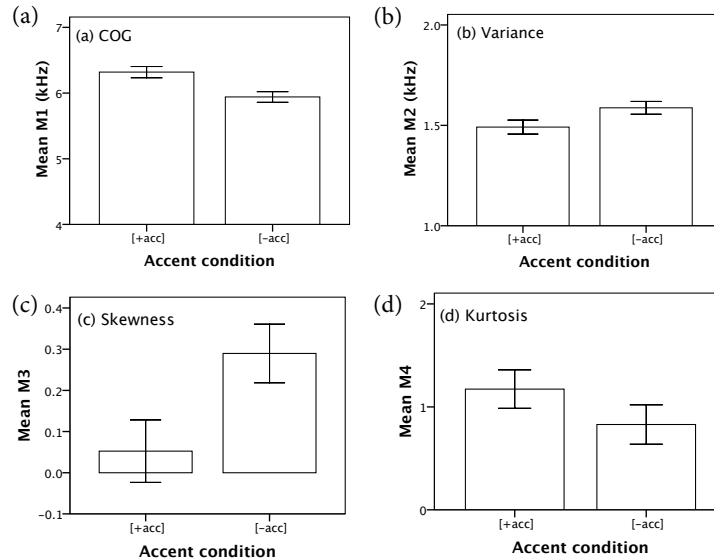 (a)
(a) COG
Mean M1 (kHz)
7
6
5
4
[+acc]
[-acc]
Accent condition
(b)
(b) Variance
Mean M2 (kHz)
2.0
1.5
1.0
[+acc]
[-acc]
Accent condition
(c)
(c) Skewness
Mean M3
0.4
0.3
0.2
0.1
0.0
-0.1
[+acc]
[-acc]
Accent condition
(d)
(d) Kurtosis
Mean M4
2
1
0
[+acc]
[-acc]
Accent condition